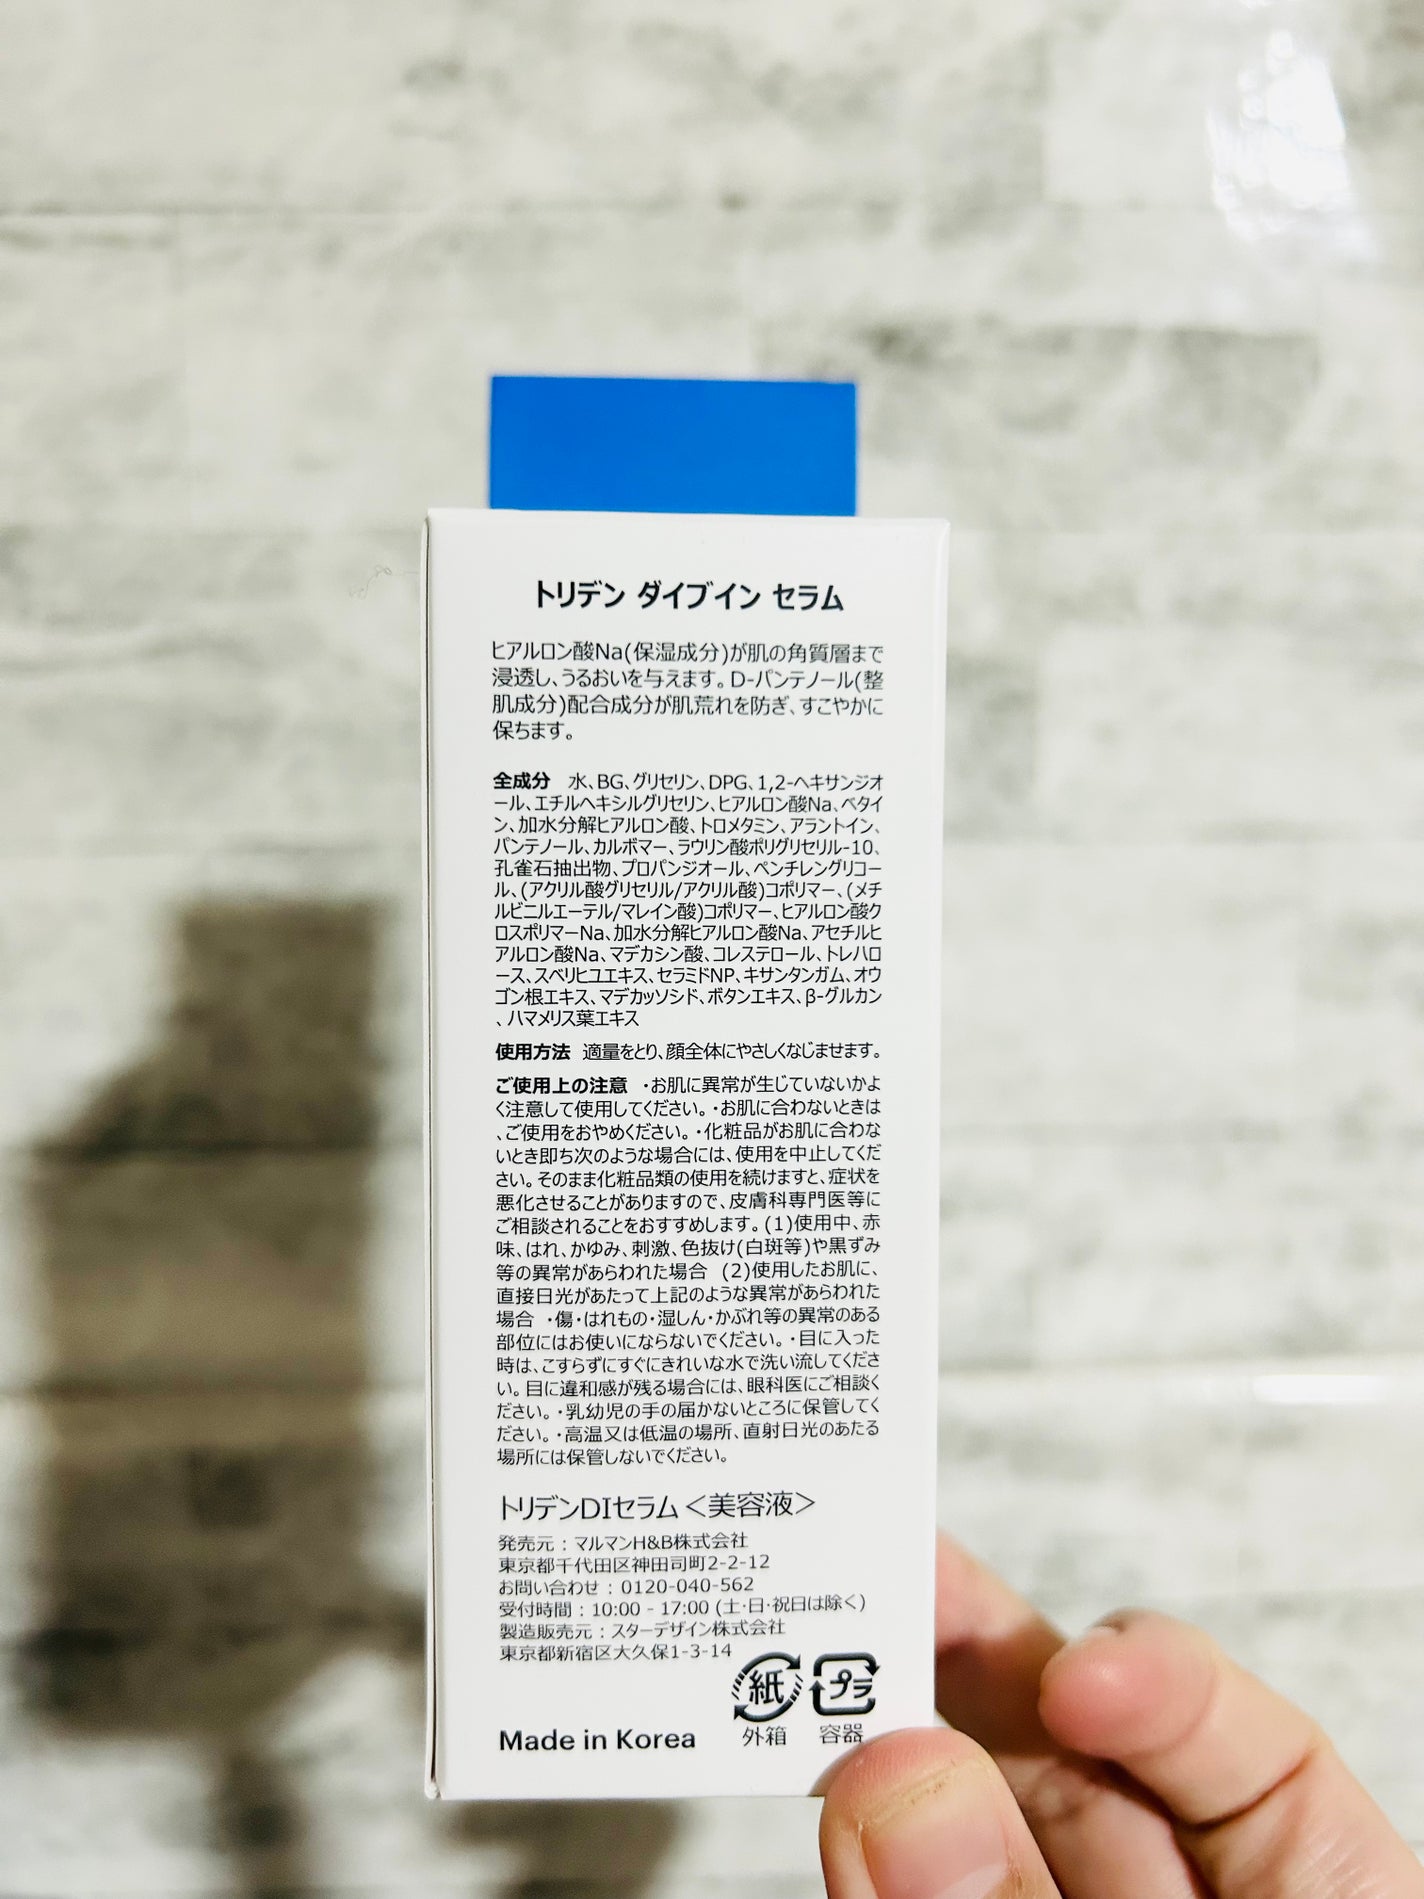 トリデン ダイブイン セラム
ヒアルロン酸Na(保湿成分)が肌の角質層まで
浸透し、うるおいを与えます。D-パンテノール(整
肌成分)配合成分が肌荒れを防ぎ、すこやかに
保ちます。
全成分 水、BG、グリセリン、DPG、1,2-ヘキサンジオ
ール、エチルヘキシルグリセリン、ヒアルロン酸Na、ベタイ
ン、加水分解ヒアルロン酸、トロメタミン、アラントイン、
パンテノール、カルボマー、ラウリン酸ポリグリセリル-10、
孔雀石抽出物、プロパンジオール、ペンチレングリコー
ル、(アクリル酸グリセリル/アクリル酸)コポリマー、(メチ
ルビニルエーテル/マレイン酸)コポリマー、ヒアルロン酸ク
ロスポリマーNa、加水分解ヒアルロン酸Na、アセチルヒ
アルロン酸Na、マデカシン酸、コレステロール、トレハロ
ース、スベリヒユエキス、セラミドNP、キサンタンガム、オウ
ゴン根エキス、マデカッソシド、ボタンエキス、β-グルカン
、ハマメリス葉エキス
使用方法 適量をとり、顔全体にやさしくなじませます。
ご使用上の注意 ・お肌に異常が生じていないかよ
く注意して使用してください。・お肌に合わないときは
、ご使用をおやめください。・化粧品がお肌に合わな
いとき即ち次のような場合には、使用を中止してくだ
さい。そのまま化粧品類の使用を続けますと、症状を
悪化させることがありますので、皮膚科専門医等に
ご相談されることをおすすめします。(1)使用中、赤
味、はれ、かゆみ、刺激、色抜け(白斑等)や黒ずみ
等の異常があらわれた場合 (2)使用したお肌に、
直接日光があたって上記のような異常があらわれた
場合 ・傷・はれもの・湿しん・かぶれ等の異常のある
部位にはお使いにならないでください。・目に入った
時は、こすらずにすぐにきれいな水で洗い流してくださ
い。目に違和感が残る場合には、眼科医にご相談く
ださい。・乳幼児の手の届かないところに保管してく
ださい。・高温又は低温の場所、直射日光のあたる
場所には保管しないでください。
トリデンDIセラム＜美容液＞
発売元：マルマンH&B株式会社
東京都千代田区神田司町2-2-12
お問い合わせ：0120-040-562
受付時間：10:00 - 17:00 (土・日・祝日は除く)
製造販売元：スターデザイン株式会社
東京都新宿区大久保1-3-14
紙 プラ
外箱 容器
Made in Korea